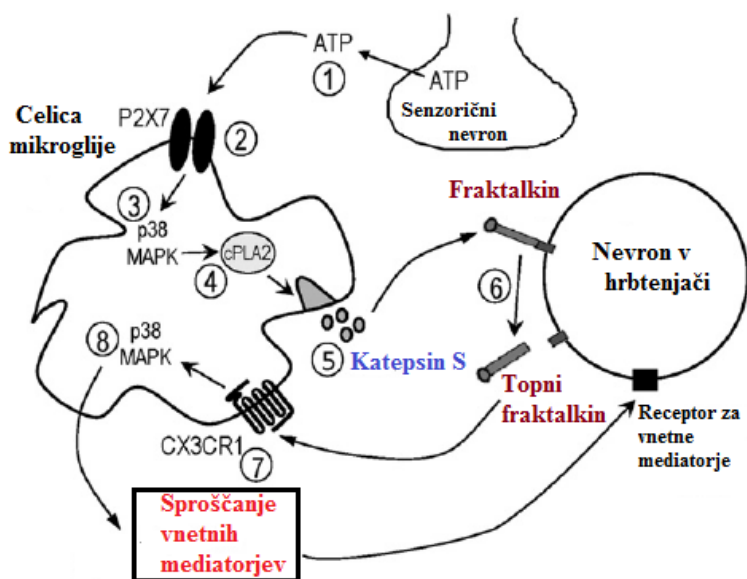 ATP
1
ATP
Senzorični
nevron
Celica
mikroglije
P2X7
2
3
p38
MAPK
4
cPLA2
5
Katepsin S
Fraktalkin
6
Nevron v
hrbtenjači
Topni
fraktalkin
Receptor za
vnetne
mediatorje
CX3CR1
7
8
p38
MAPK
Sproščanje
vnetnih
mediatorjev